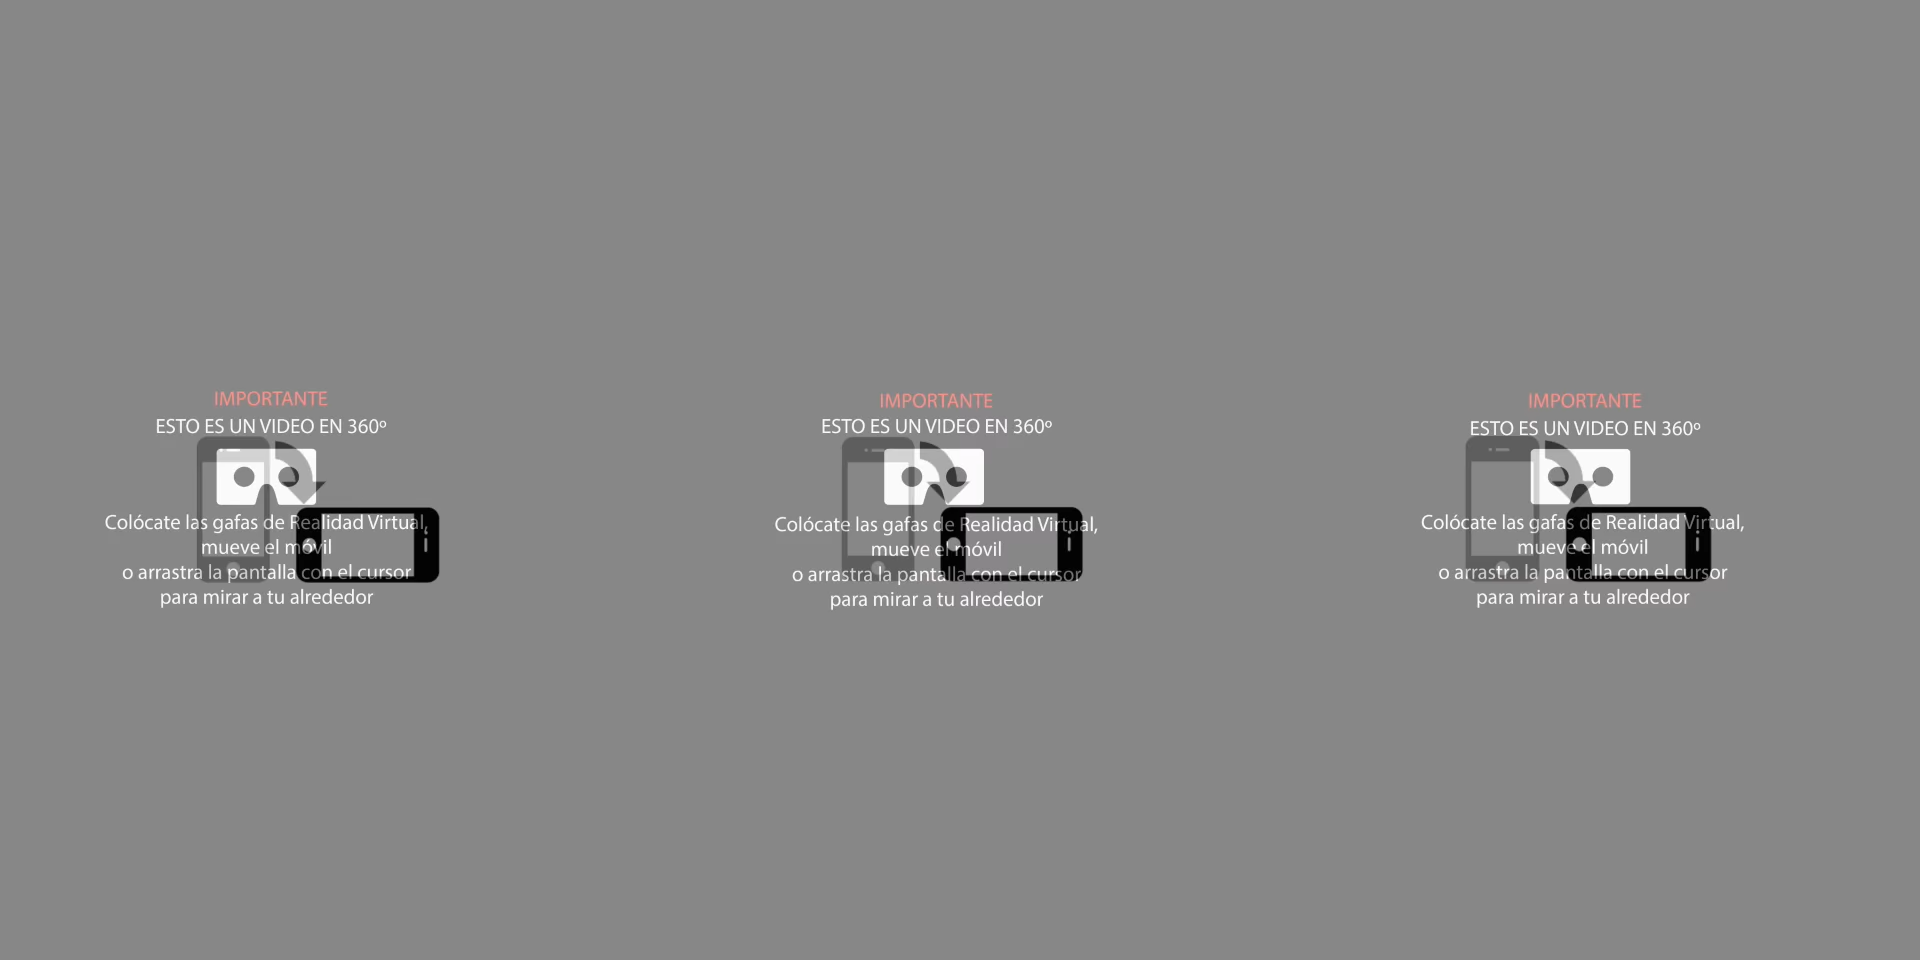 IMPORTANTE
ESTO ES UN VIDEO EN 360º
Colócate las gafas de Realidad Virtual,
mueve el móvil
o arrastra la pantalla con el cursor
para mirar a tu alrededor
IMPORTANTE
ESTO ES UN VIDEO EN 360º
Colócate las gafas de Realidad Virtual,
mueve el móvil
o arrastra la pantalla con el cursor
para mirar a tu alrededor
IMPORTANTE
ESTO ES UN VIDEO EN 360º
Colócate las gafas de Realidad Virtual,
mueve el móvil
o arrastra la pantalla con el cursor
para mirar a tu alrededor